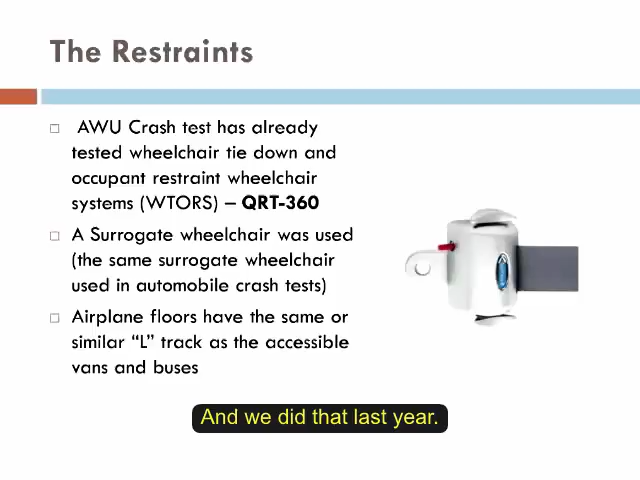 The Restraints
AWU Crash test has already
tested wheelchair tie down and
occupant restraint wheelchair
systems (WTORS) – QRT-360
A Surrogate wheelchair was used
(the same surrogate wheelchair
used in automobile crash tests)
Airplane floors have the same or
similar “L” track as the accessible
vans and buses
And we did that last year.